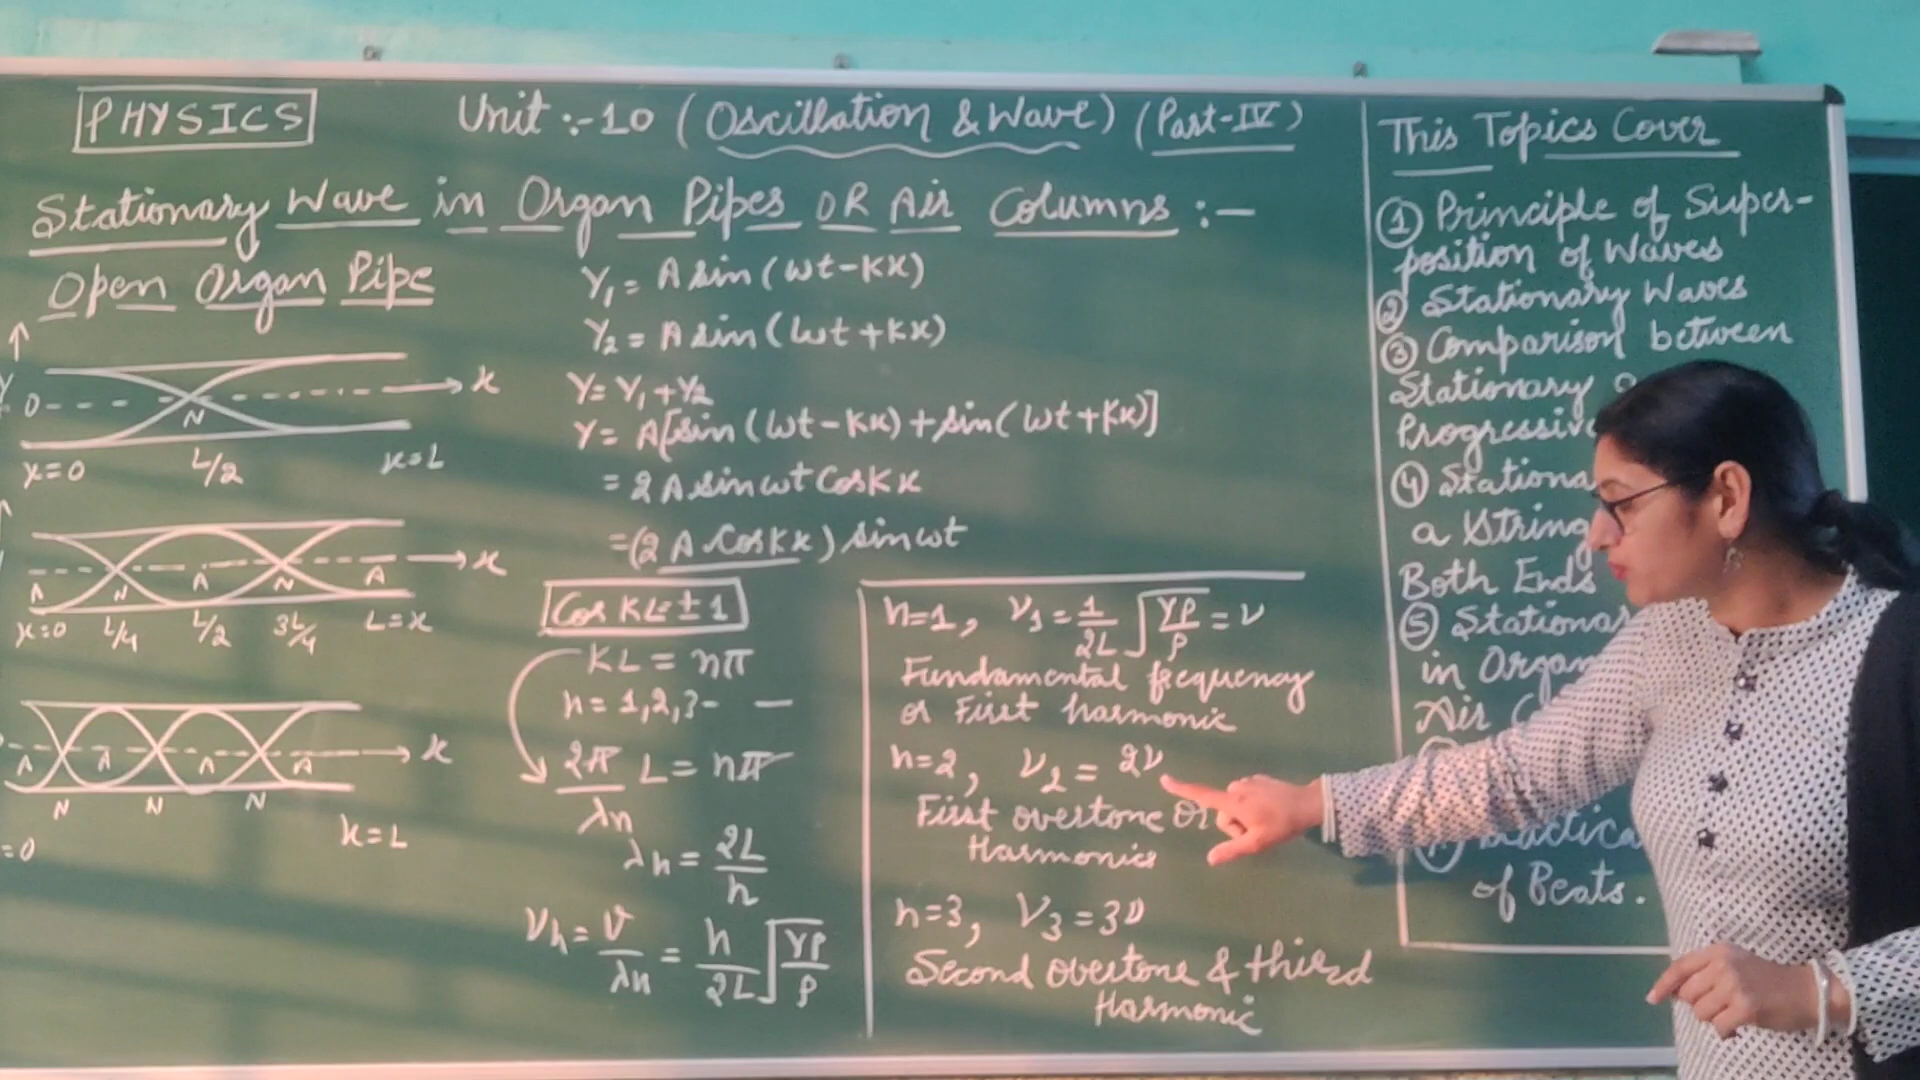 PHYSICS
Unit :- 10 (Oscillation & Wave) (Part-IV)
Stationary Wave in Organ Pipes OR Air Columns :-
Open Organ Pipe
Y
0
x
N
x=0 L/2 x=L
x
A N A N A
x=0 L/4 L/2 3L/4 L=x
x
A A A A
N N N
=0 x=L
Y₁ = A sin (ωt - Kx)
Y₂ = A sin (ωt + Kx)
Y = Y₁ + Y₂
Y = A[sin (ωt - Kx) + sin (ωt + Kx)]
= 2 A sin ωt Cos Kx
= (2 A Cos Kx) sin ωt
Cos KL = ± 1
KL = nπ
n = 1, 2, 3 - —
2π/λn L = nπ
λn = 2L/n
νn = v/λn = n/2L √γP/ρ
n=1, ν₁ = 1/2L √γP/ρ = ν
Fundamental frequency
or First harmonic
n=2, ν₂ = 2ν
First overtone or
Harmonics
n=3, ν₃ = 3ν
Second overtone & third
Harmonic
This Topics Cover
① Principle of Super-
position of Waves
② Stationary Waves
③ Comparison between
Stationary
Progressive
④ Stationa
a String
Both Ends
⑤ Stationa
in Organ
Air C
of Beats.